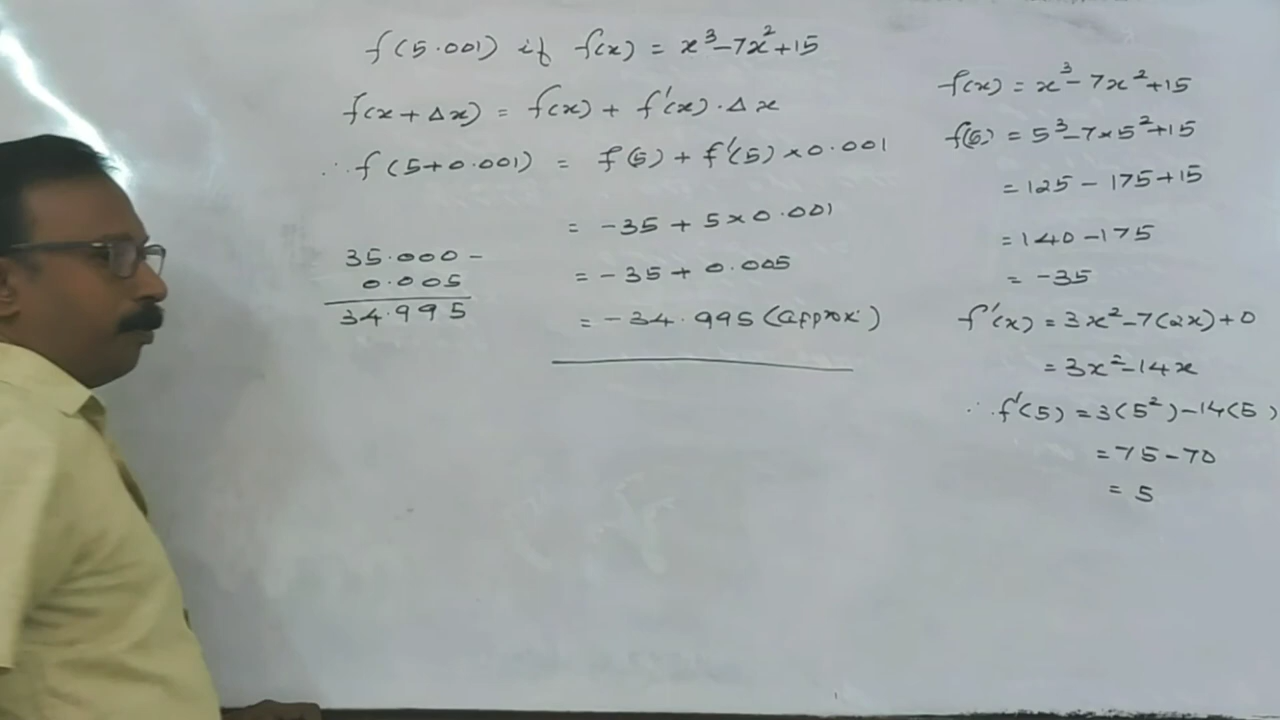 f(5.001) if f(x) = x³-7x²+15
f(x+Δx) = f(x) + f'(x).Δx
∴ f(5+0.001) = f(5) + f'(5)×0.001
= -35 + 5×0.001
= -35 + 0.005
= -34.995 (approx)
35.000 -
0.005
34.995
f(x) = x³-7x²+15
f(5) = 5³-7×5²+15
= 125 - 175+15
= 140 -175
= -35
f'(x) = 3x²-7(2x)+0
= 3x²-14x
∴ f'(5) = 3(5²)-14(5)
= 75-70
= 5